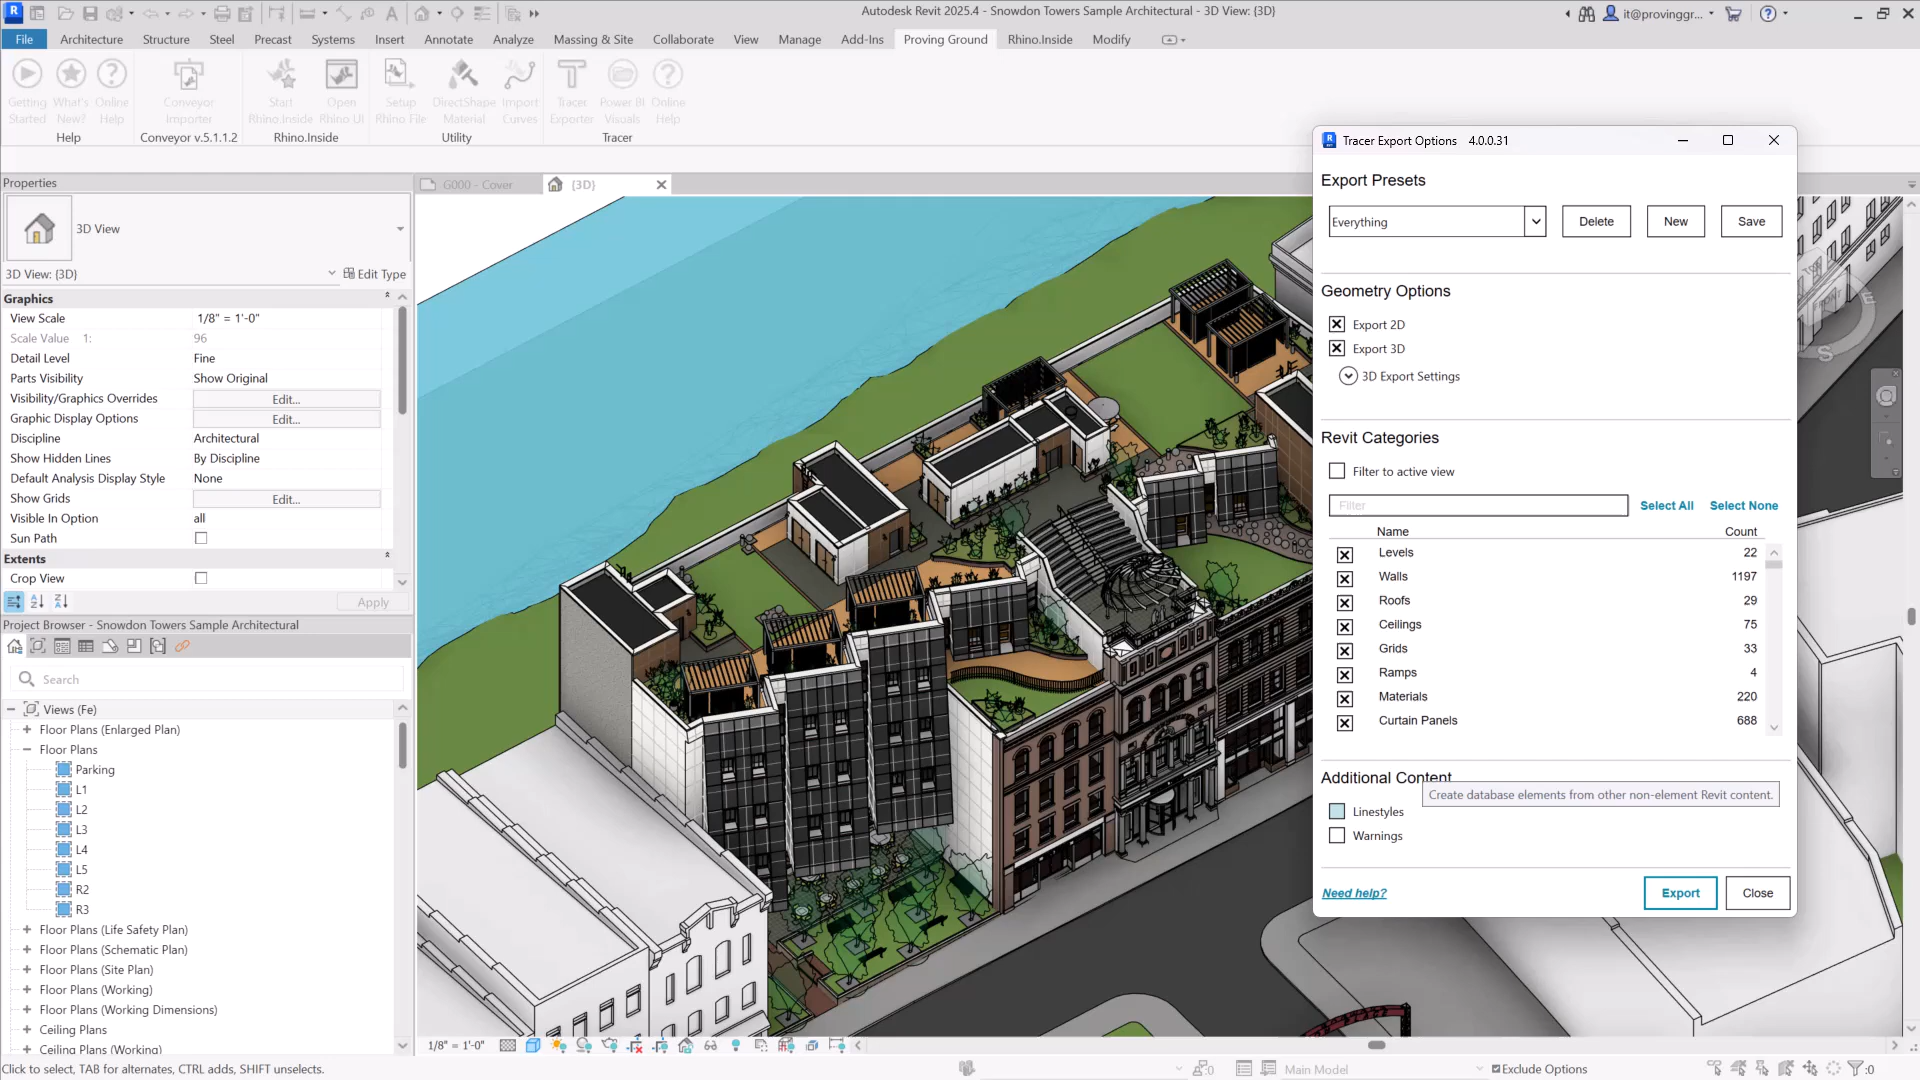 Autodesk Revit 2025.4 - Snowdon Towers Sample Architectural - 3D View: {3D}
it@provinggr...
File Architecture Structure Steel Precast Systems Insert Annotate Analyze Massing & Site Collaborate View Manage Add-Ins Proving Ground Rhino.Inside Modify
Getting Started What's New? Online Help
Conveyor Importer
Start Rhino.Inside Open Rhino UI
Setup Rhino File DirectShape Material Import Curves
Tracer Exporter Power BI Visuals Online Help
Help Conveyor v.5.1.1.2 Rhino.Inside Utility Tracer
Properties
3D View
3D View: {3D} Edit Type
Graphics
View Scale 1/8" = 1'-0"
Scale Value 1: 96
Detail Level Fine
Parts Visibility Show Original
Visibility/Graphics Overrides Edit...
Graphic Display Options Edit...
Discipline Architectural
Show Hidden Lines By Discipline
Default Analysis Display Style None
Show Grids Edit...
Visible In Option all
Sun Path
Extents
Crop View
Apply
Project Browser - Snowdon Towers Sample Architectural
Search
Views (Fe)
Floor Plans (Enlarged Plan)
Floor Plans
Parking
L1
L2
L3
L4
L5
R2
R3
Floor Plans (Life Safety Plan)
Floor Plans (Schematic Plan)
Floor Plans (Site Plan)
Floor Plans (Working)
Floor Plans (Working Dimensions)
Ceiling Plans
Ceiling Plans (Working)
G000 - Cover
{3D}
Tracer Export Options 4.0.0.31
Export Presets
Everything Delete New Save
Geometry Options
Export 2D
Export 3D
3D Export Settings
Revit Categories
Filter to active view
Filter Select All Select None
Name Count
Levels 22
Walls 1197
Roofs 29
Ceilings 75
Grids 33
Ramps 4
Materials 220
Curtain Panels 688
Additional Content
Create database elements from other non-element Revit content.
Linestyles
Warnings
Need help? Export Close
S
E
1/8" = 1'-0"
Click to select, TAB for alternates, CTRL adds, SHIFT unselects.
:0
Main Model
Exclude Options
:0